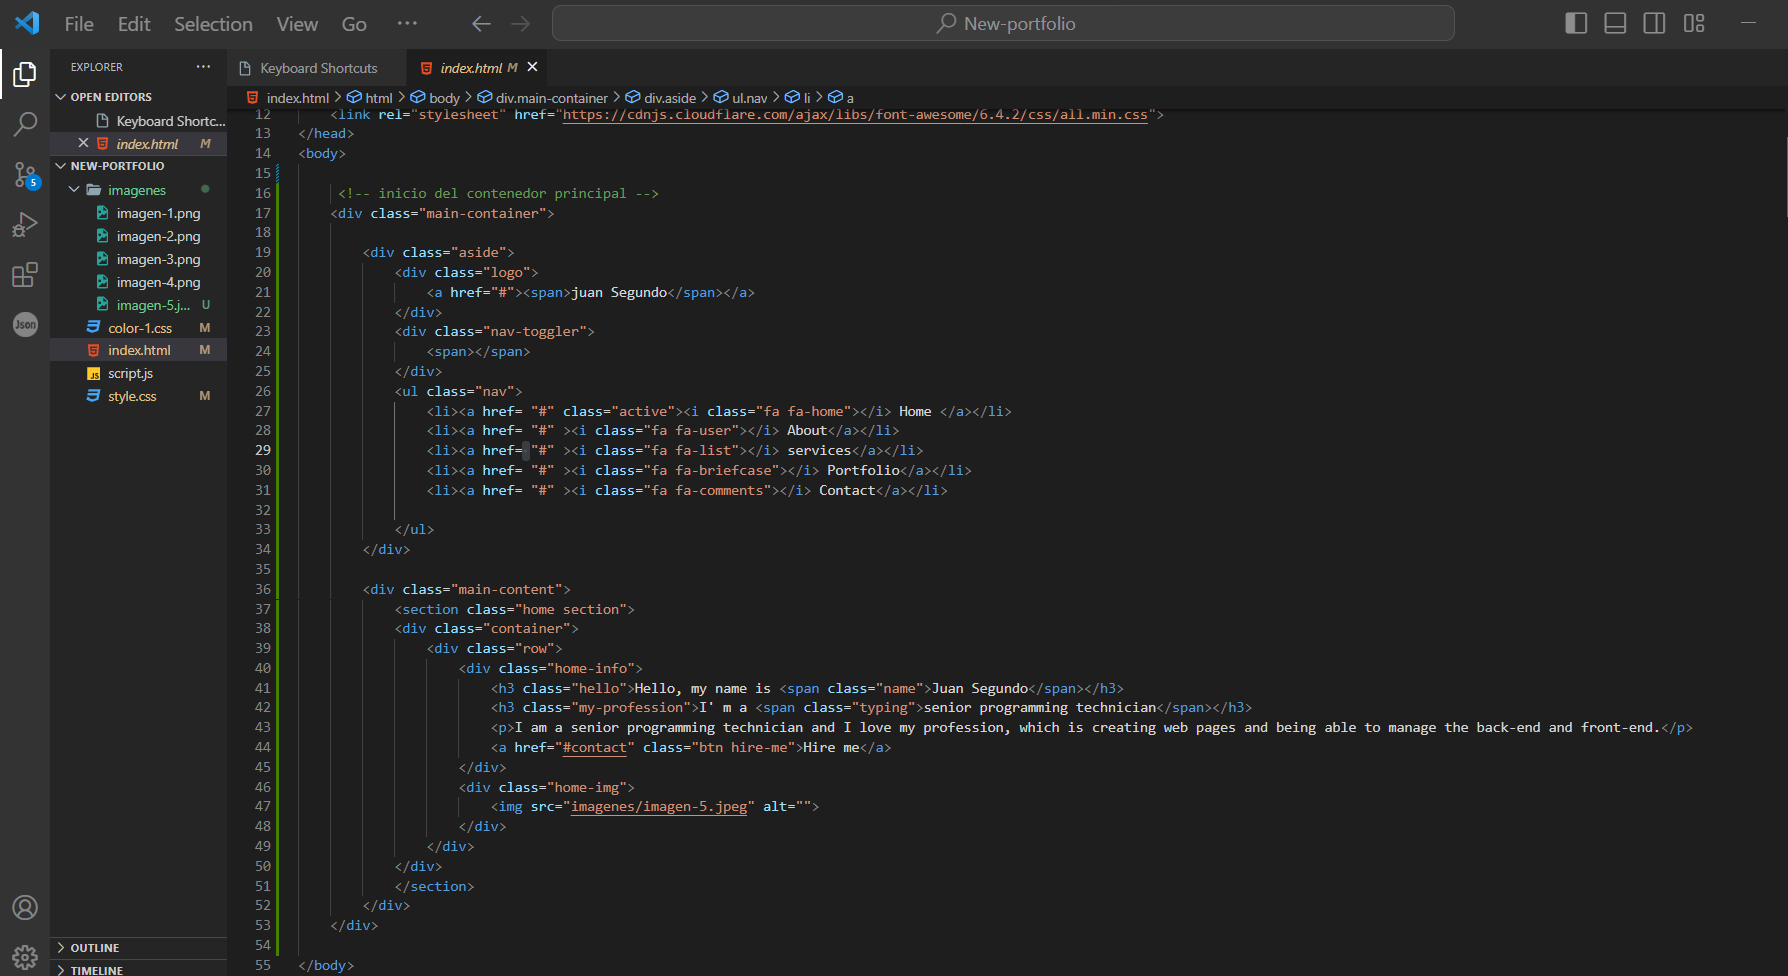 File Edit Selection View Go ··· New-portfolio
EXPLORER ···
OPEN EDITORS
Keyboard Shortc...
index.html M
NEW-PORTFOLIO
imagenes
imagen-1.png
imagen-2.png
imagen-3.png
imagen-4.png
imagen-5.j... U
color-1.css M
index.html M
script.js
style.css M
OUTLINE
TIMELINE
5
Json
JS
Keyboard Shortcuts index.html M
index.html > html > body > div.main-container > div.aside > ul.nav > li > a
12 <link rel="stylesheet" href="https://cdnjs.cloudflare.com/ajax/libs/font-awesome/6.4.2/css/all.min.css">
13 </head>
14 <body>
15
16 <!-- inicio del contenedor principal -->
17 <div class="main-container">
18
19 <div class="aside">
20 <div class="logo">
21 <a href="#"><span>juan Segundo</span></a>
22 </div>
23 <div class="nav-toggler">
24 <span></span>
25 </div>
26 <ul class="nav">
27 <li><a href= "#" class="active"><i class="fa fa-home"></i> Home </a></li>
28 <li><a href= "#" ><i class="fa fa-user"></i> About</a></li>
29 <li><a href= "#" ><i class="fa fa-list"></i> services</a></li>
30 <li><a href= "#" ><i class="fa fa-briefcase"></i> Portfolio</a></li>
31 <li><a href= "#" ><i class="fa fa-comments"></i> Contact</a></li>
32
33 </ul>
34 </div>
35
36 <div class="main-content">
37 <section class="home section">
38 <div class="container">
39 <div class="row">
40 <div class="home-info">
41 <h3 class="hello">Hello, my name is <span class="name">Juan Segundo</span></h3>
42 <h3 class="my-profession">I' m a <span class="typing">senior programming technician</span></h3>
43 <p>I am a senior programming technician and I love my profession, which is creating web pages and being able to manage the back-end and front-end.</p>
44 <a href="#contact" class="btn hire-me">Hire me</a>
45 </div>
46 <div class="home-img">
47 <img src="imagenes/imagen-5.jpeg" alt="">
48 </div>
49 </div>
50 </div>
51 </section>
52 </div>
53 </div>
54
55 </body>